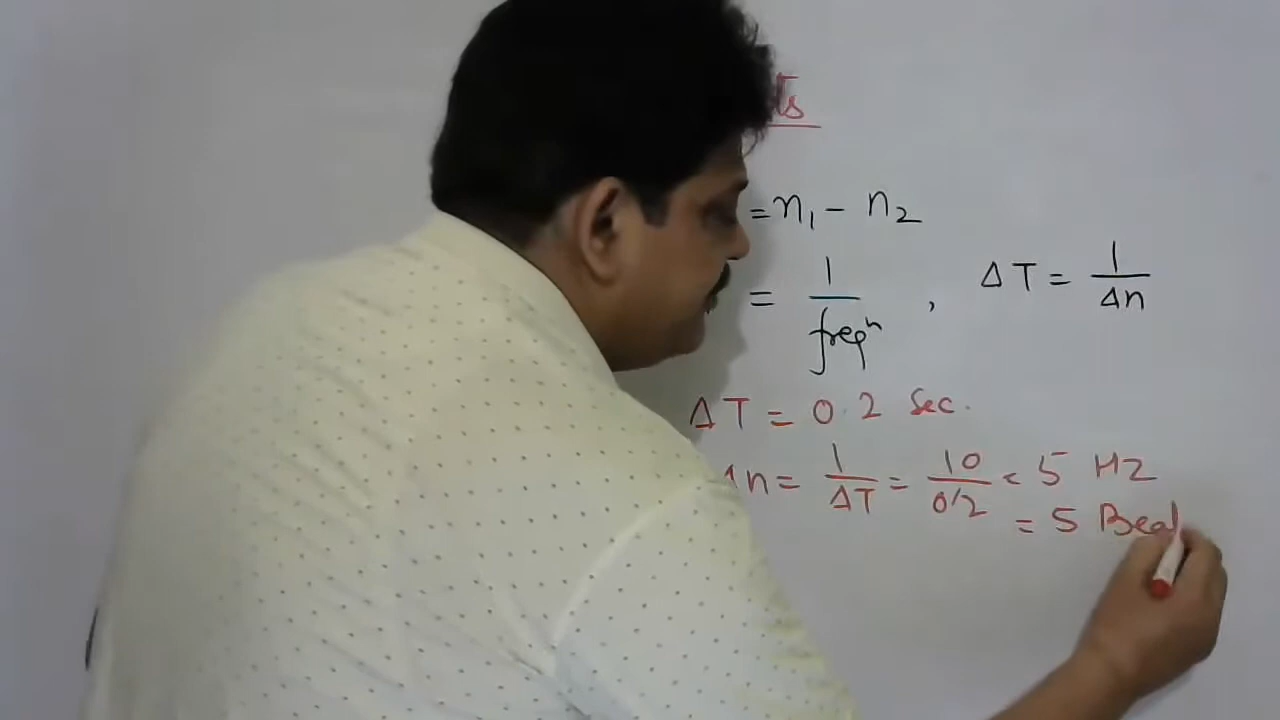 ts
= n₁ - n₂
= 1/freqⁿ , ΔT = 1/Δn
ΔT = 0.2 Sec.
Δn = 1/ΔT = 10/0/2 = 5 Hz
= 5 Beat